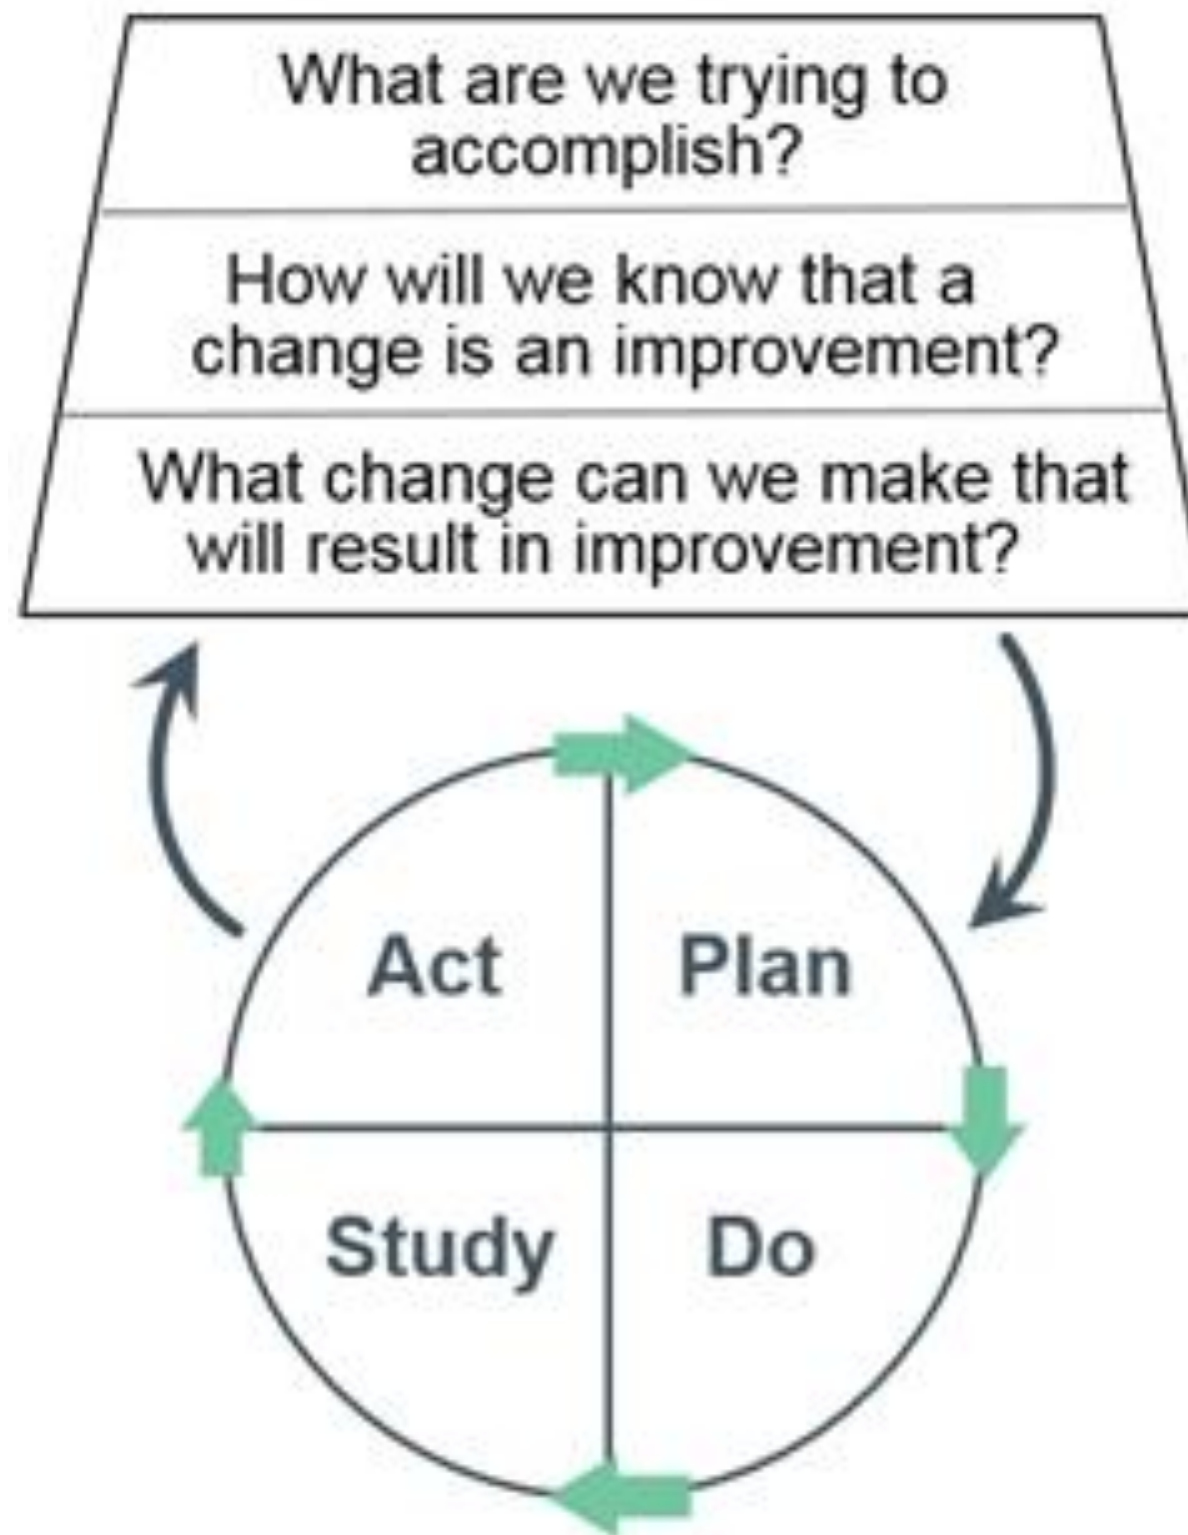 What are we trying to
accomplish?
How will we know that a
change is an improvement?
What change can we make that
will result in improvement?
Act
Plan
Study
Do